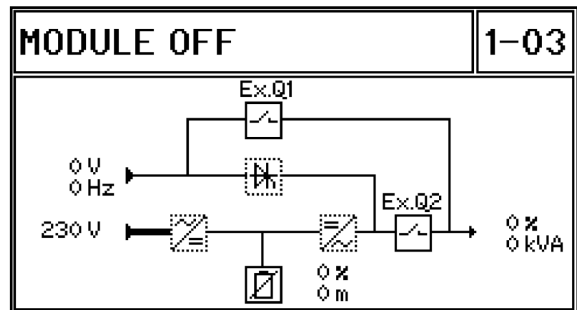 MODULE OFF
1-03
Ex.Q1
0 V
0 Hz
Ex.Q2
230 V
0 %
0 kVA
0 %
0 m